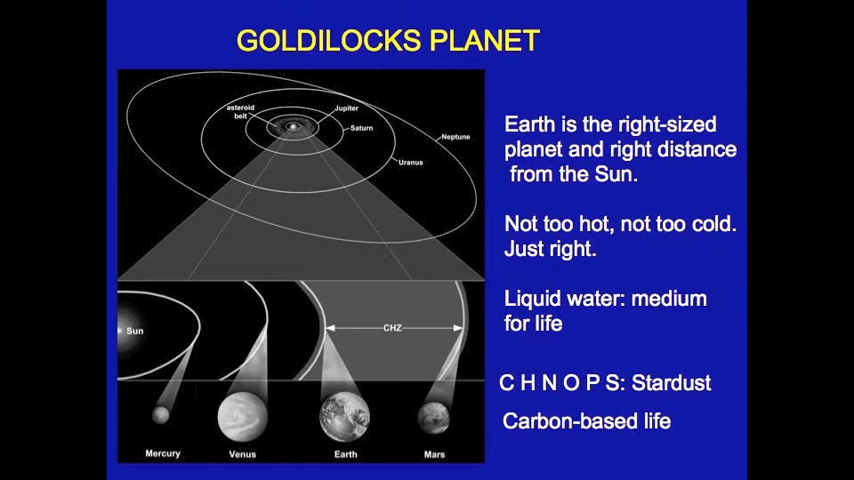 GOLDILOCKS PLANET
asteroid
belt
Jupiter
Saturn
Neptune
Uranus
Sun
CHZ
Mercury
Venus
Earth
Mars
Earth is the right-sized
planet and right distance
from the Sun.
Not too hot, not too cold.
Just right.
Liquid water: medium
for life
C H N O P S: Stardust
Carbon-based life